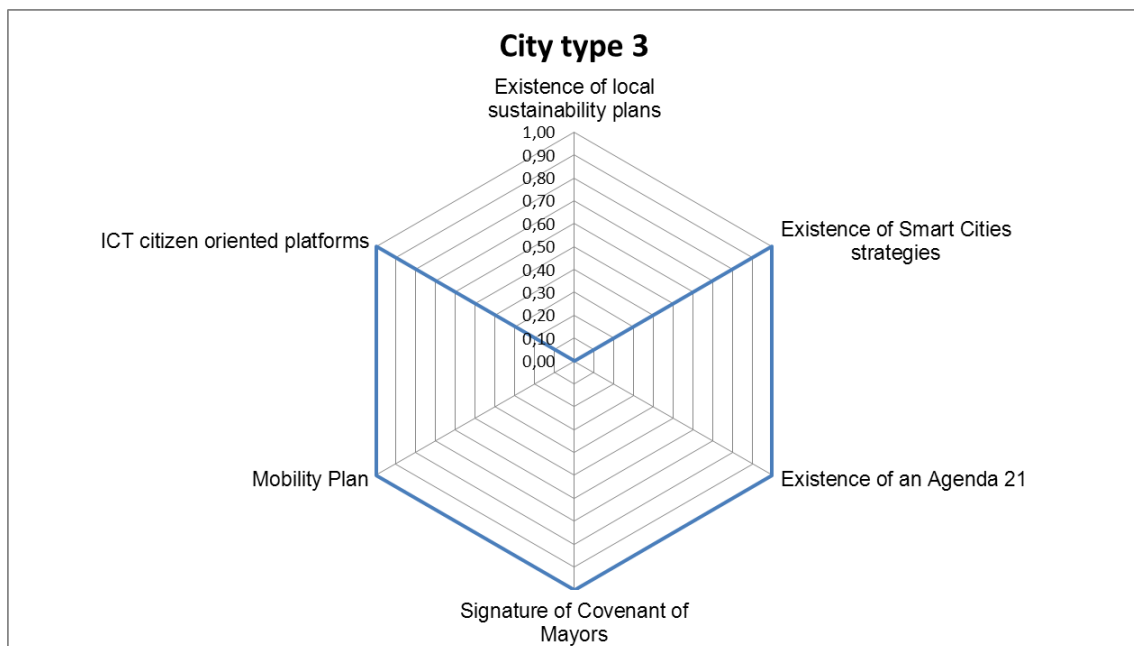 City type 3
Existence of local
sustainability plans
1,00
0,90
0,80
0,70
0,60
0,50
0,40
0,30
0,20
0,10
0,00
ICT citizen oriented platforms
Existence of Smart Cities
strategies
Mobility Plan
Existence of an Agenda 21
Signature of Covenant of
Mayors